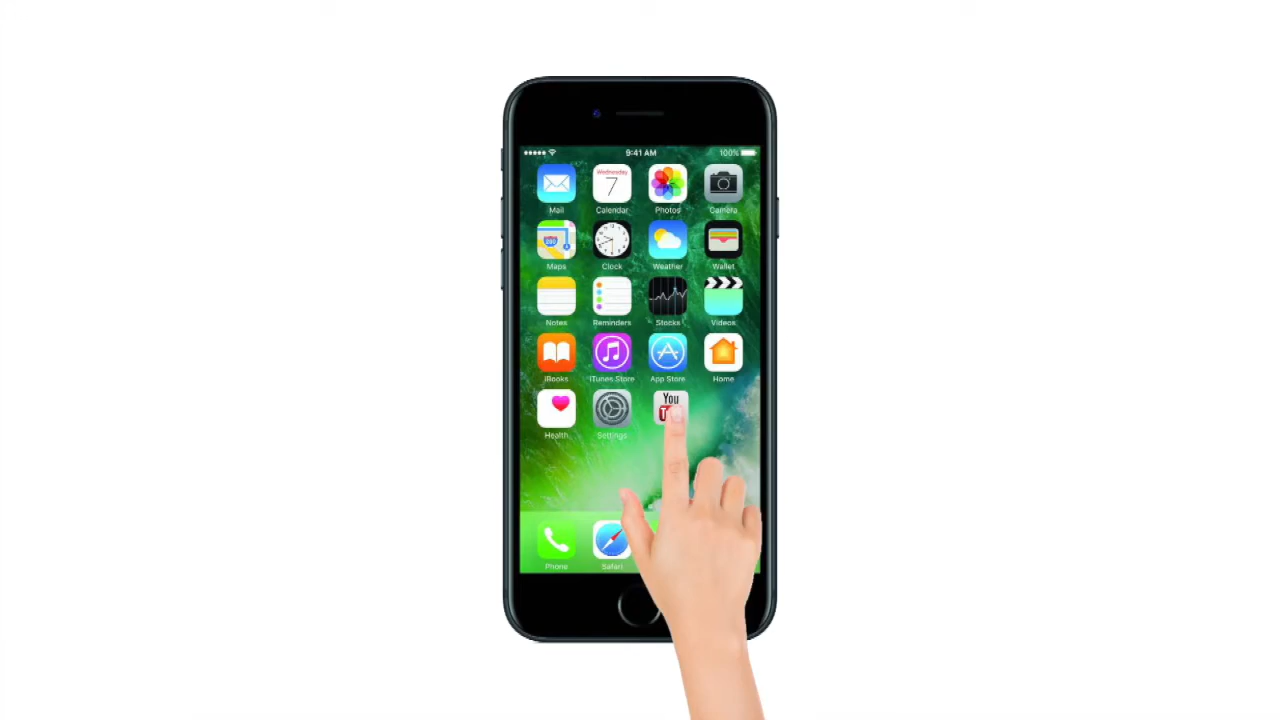 9:41 AM 100%
Wednesday
7
Mail Calendar Photos Camera
280
Maps Clock Weather Wallet
Notes Reminders Stocks Videos
iBooks iTunes Store App Store Home
You
Health Settings
Phone Safari